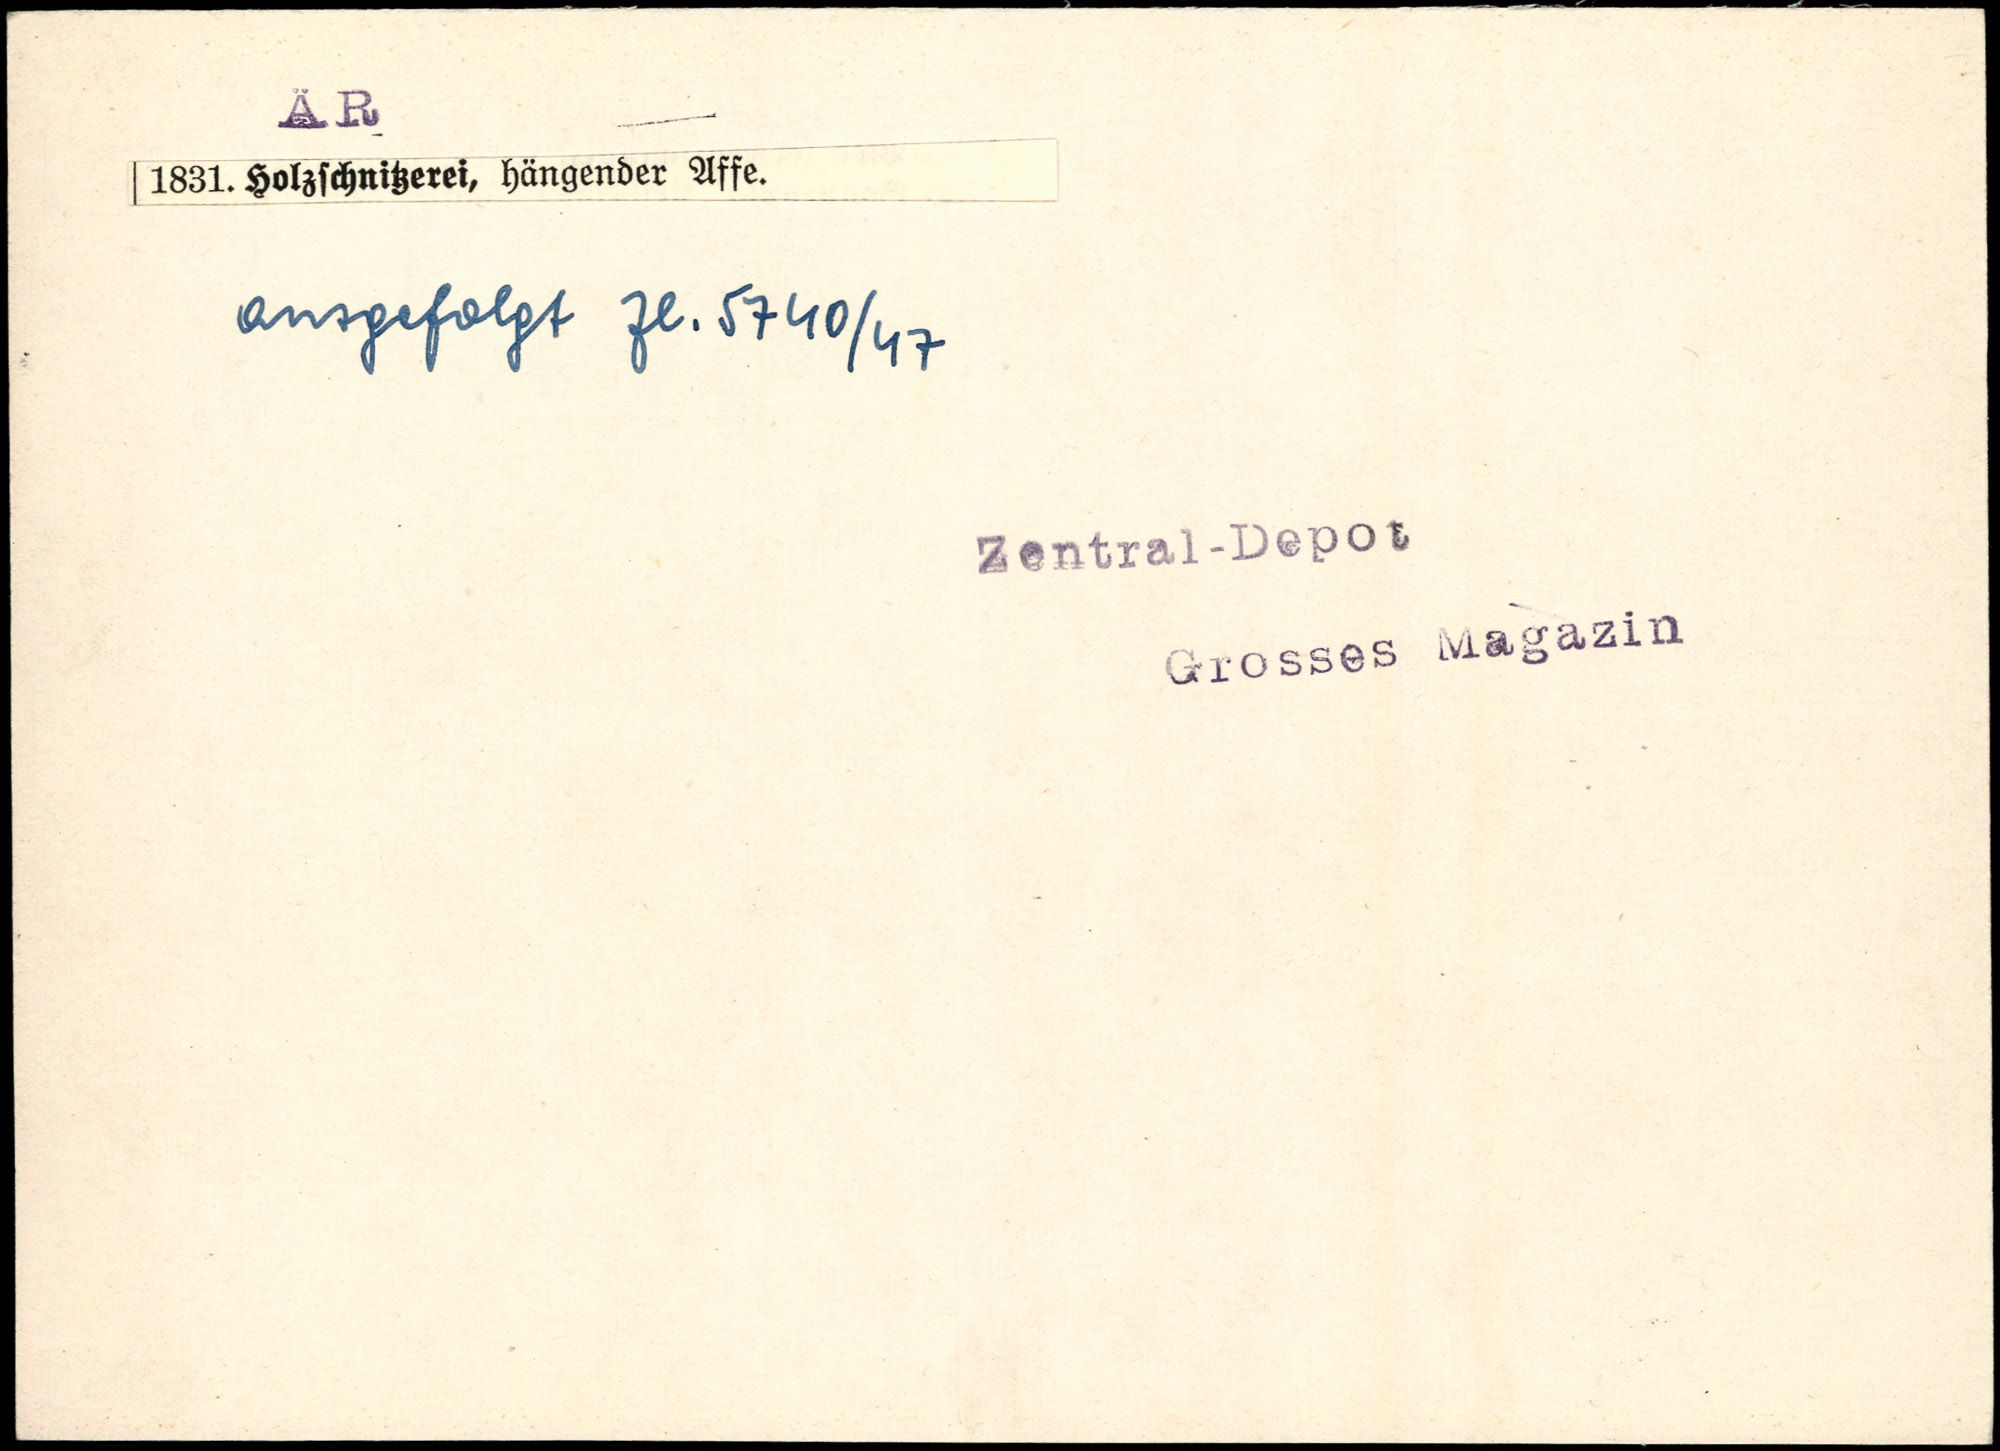 ÄR
1831. Holzschnitzerei, hängender Affe.
ausgefolgt Zl. 5740/47
Zentral-Depot
Grosses Magazin